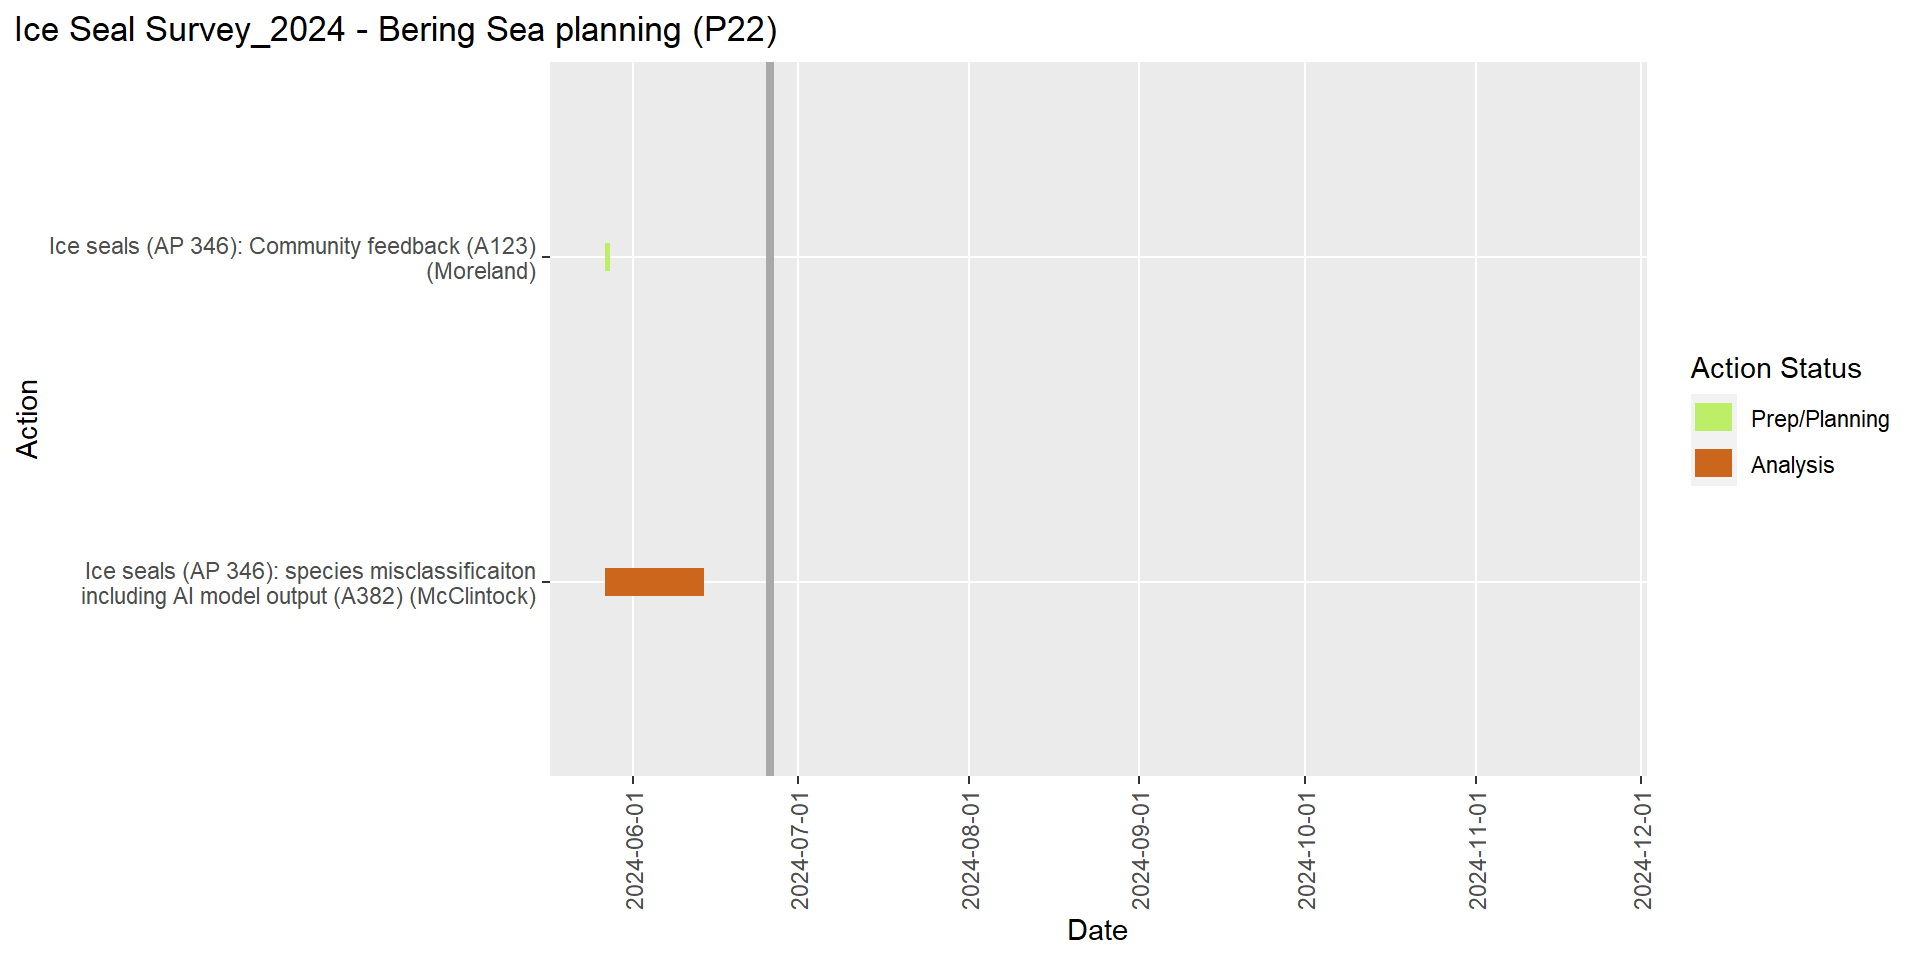 Ice Seal Survey_2024 - Bering Sea planning (P22)
Ice seals (AP 346): Community feedback (A123)
(Moreland)
Ice seals (AP 346): species misclassificaiton
including AI model output (A382) (McClintock)
Action
2024-06-01
2024-07-01
2024-08-01
2024-09-01
2024-10-01
2024-11-01
2024-12-01
Date
Action Status
Prep/Planning
Analysis